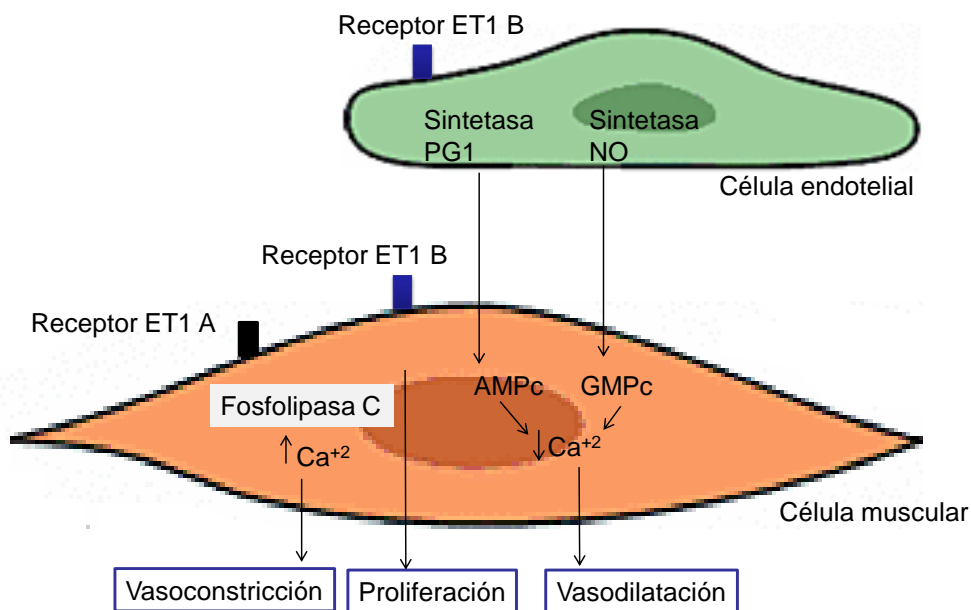 Receptor ET1 B
Sintetasa
PG1
Sintetasa
NO
Célula endotelial
Receptor ET1 B
Receptor ET1 A
AMPc
GMPc
Fosfolipasa C
↑ Ca+2
↓ Ca+2
Célula muscular
Vasoconstricción
Proliferación
Vasodilatación